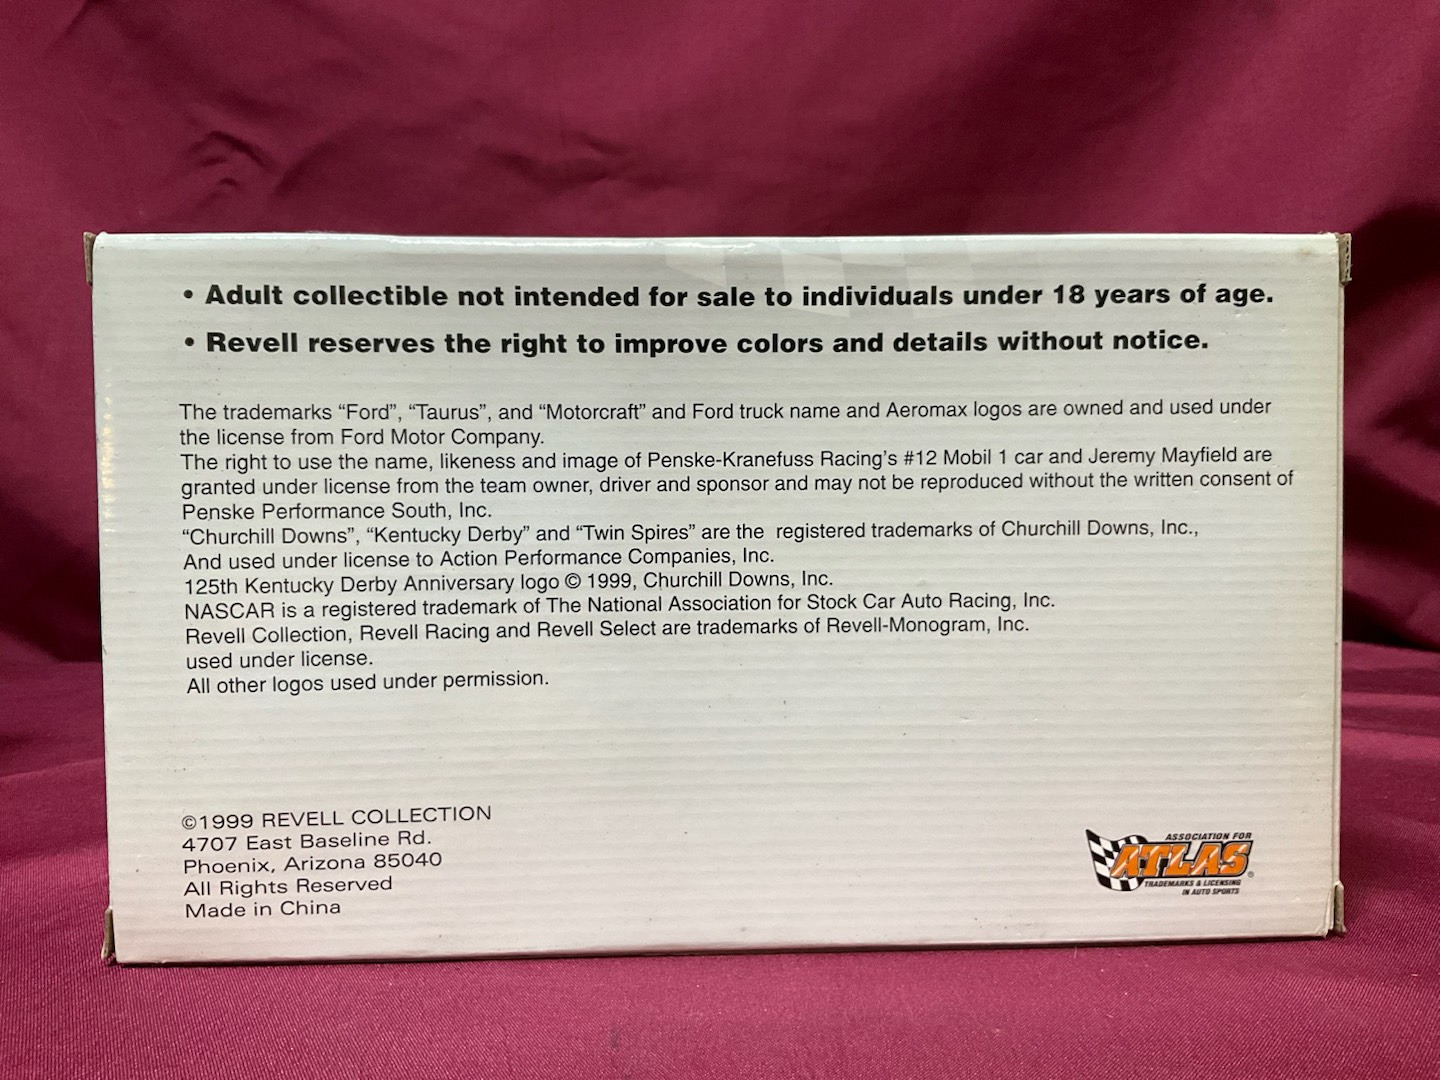 • Adult collectible not intended for sale to individuals under 18 years of age.
• Revell reserves the right to improve colors and details without notice.
The trademarks “Ford”, “Taurus”, and “Motorcraft” and Ford truck name and Aeromax logos are owned and used under
the license from Ford Motor Company.
The right to use the name, likeness and image of Penske-Kranefuss Racing's #12 Mobil 1 car and Jeremy Mayfield are
granted under license from the team owner, driver and sponsor and may not be reproduced without the written consent of
Penske Performance South, Inc.
“Churchill Downs”, “Kentucky Derby” and “Twin Spires” are the registered trademarks of Churchill Downs, Inc.,
And used under license to Action Performance Companies, Inc.
125th Kentucky Derby Anniversary logo © 1999, Churchill Downs, Inc.
NASCAR is a registered trademark of The National Association for Stock Car Auto Racing, Inc.
Revell Collection, Revell Racing and Revell Select are trademarks of Revell-Monogram, Inc.
used under license.
All other logos used under permission.
©1999 REVELL COLLECTION
4707 East Baseline Rd.
Phoenix, Arizona 85040
All Rights Reserved
Made in China
ASSOCIATION FOR
ATLAS®
TRADEMARKS & LICENSING
IN AUTO SPORTS